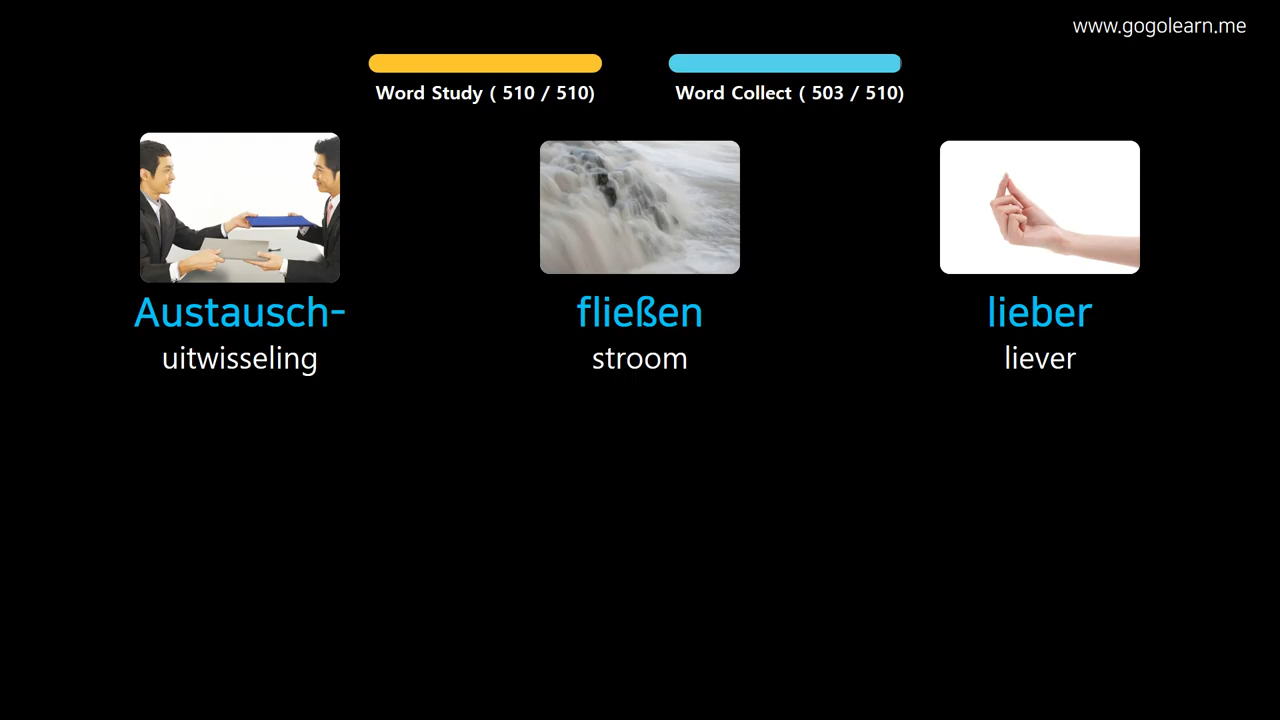 www.gogolearn.me
Word Study ( 510 / 510)
Word Collect ( 503 / 510)
Austausch-
fließen
lieber
uitwisseling
stroom
liever